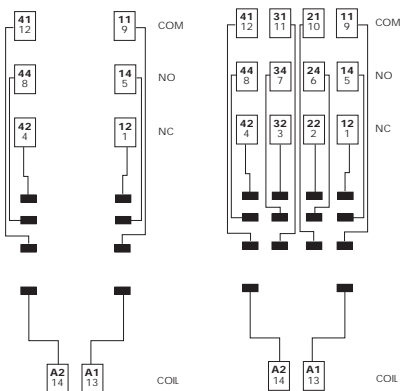 41 11 COM
12 9
44 14 NO
8 5
42 12 NC
4 1
A2 A1 COIL
14 13
41 31 21 11 COM
12 11 10 9
44 34 24 14 NO
8 7 6 5
42 32 22 12 NC
4 3 2 1
A2 A1 COIL
14 13